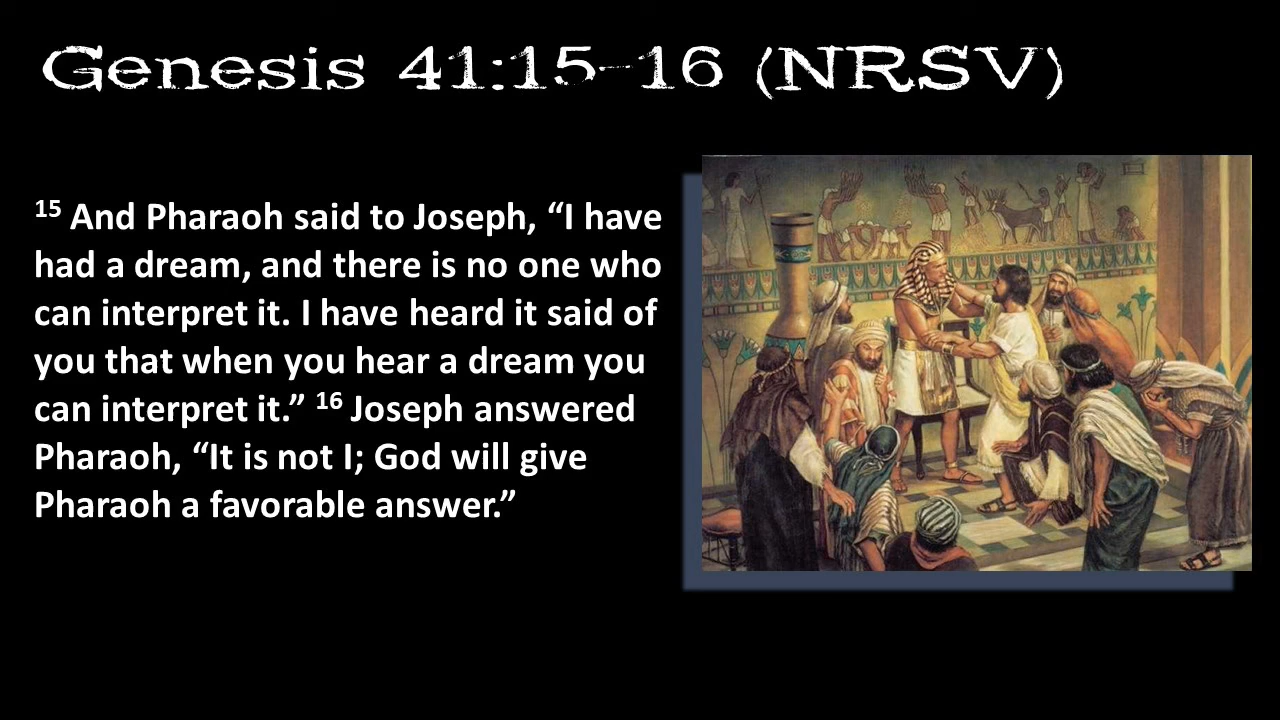 Genesis 41:15–16 (NRSV)
15 And Pharaoh said to Joseph, “I have
had a dream, and there is no one who
can interpret it. I have heard it said of
you that when you hear a dream you
can interpret it.” 16 Joseph answered
Pharaoh, “It is not I; God will give
Pharaoh a favorable answer.”